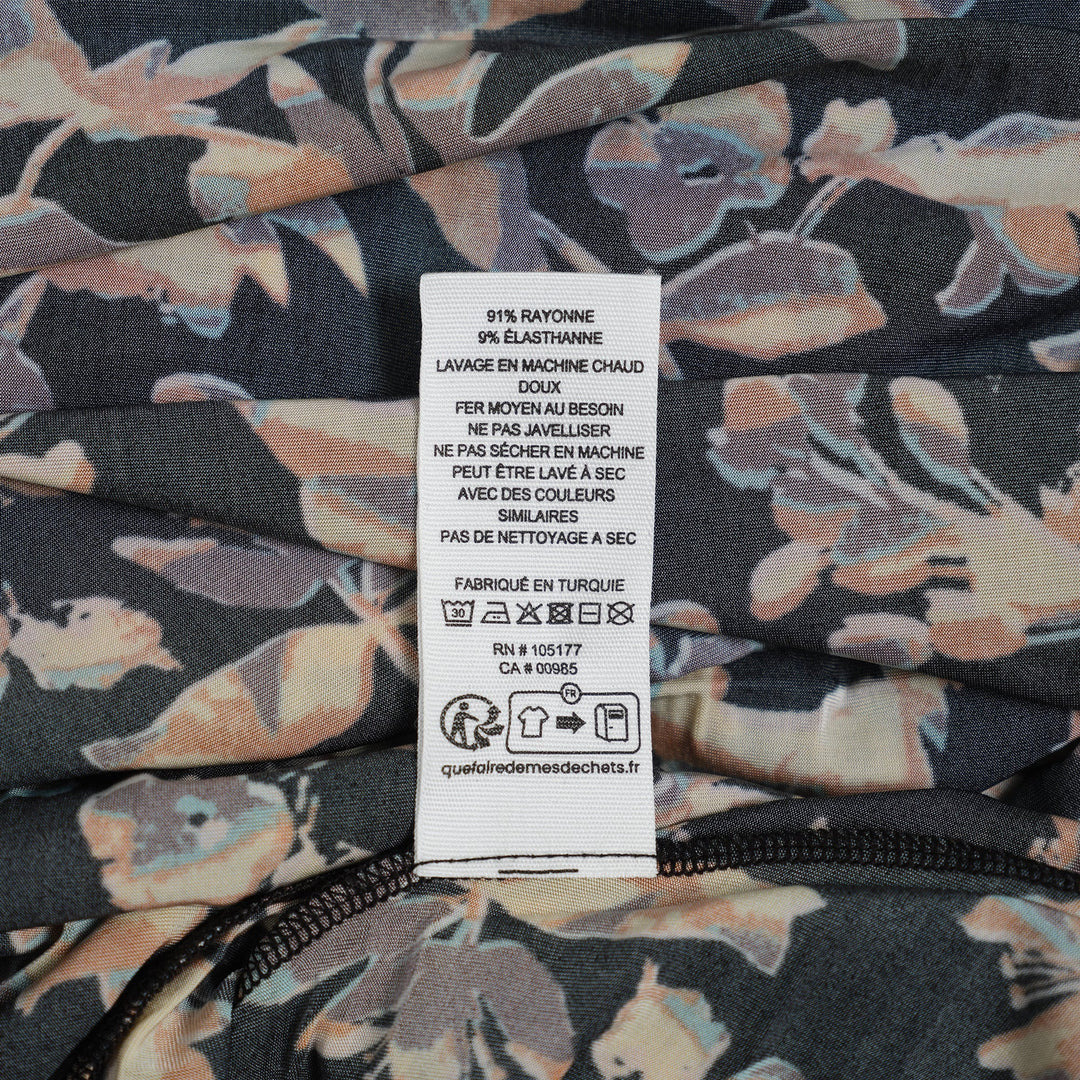 91% RAYONNE
9% ÉLASTHANNE
LAVAGE EN MACHINE CHAUD
DOUX
FER MOYEN AU BESOIN
NE PAS JAVELLISER
NE PAS SÉCHER EN MACHINE
PEUT ÊTRE LAVÉ À SEC
AVEC DES COULEURS
SIMILAIRES
PAS DE NETTOYAGE A SEC
FABRIQUÉ EN TURQUIE
30
RN # 105177
CA # 00985
FR
quefairedemesdechets.fr